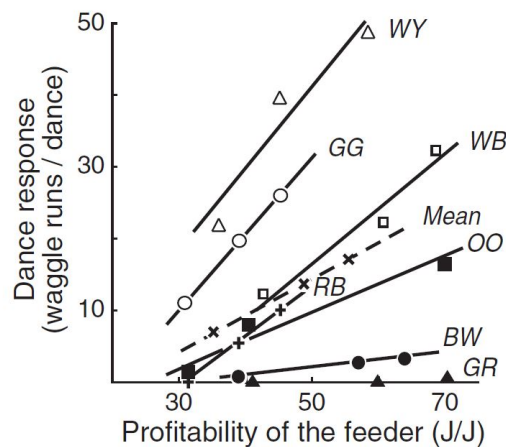 50
30
10
Dance response
(waggle runs / dance)
WY
GG
WB
Mean
OO
RB
BW
GR
30
50
70
Profitability of the feeder (J/J)